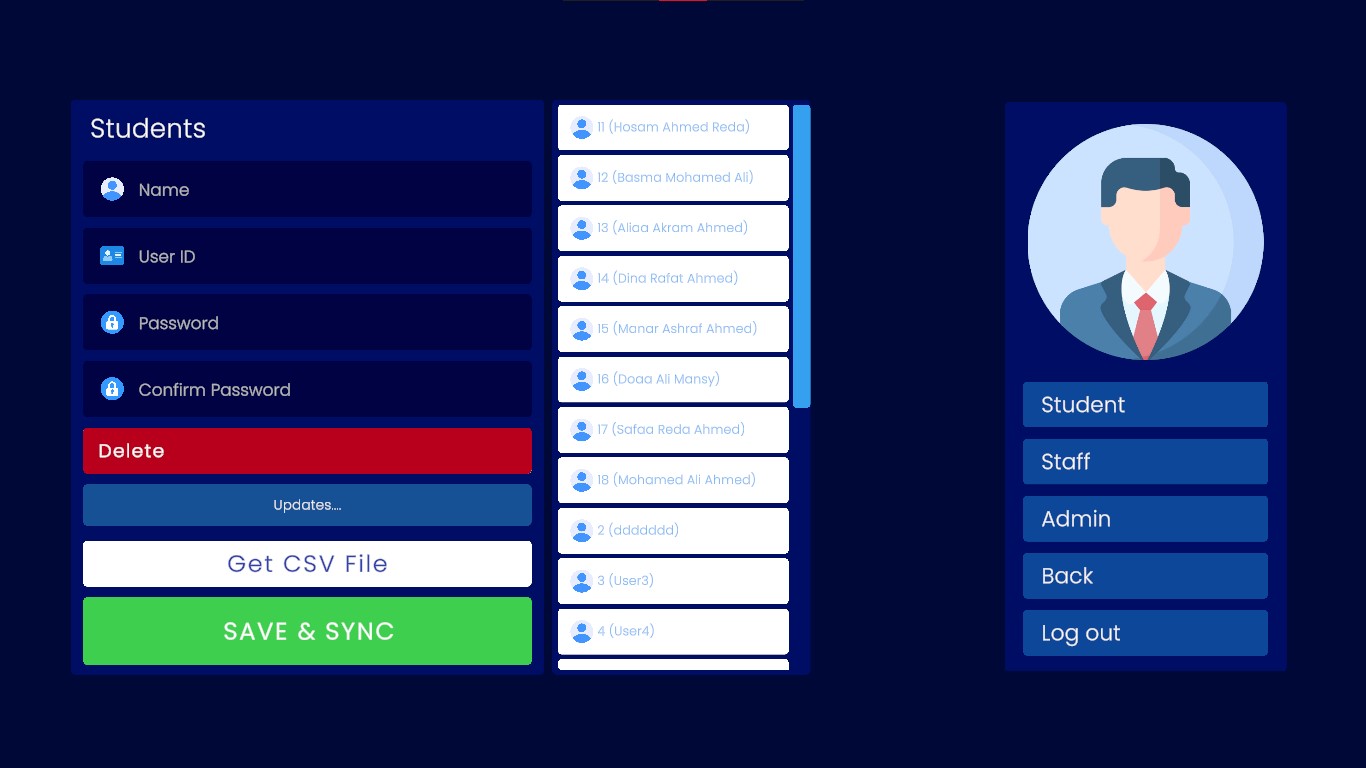 Students
Name
User ID
Password
Confirm Password
Delete
Updates....
Get CSV File
SAVE & SYNC
11 (Hosam Ahmed Reda)
12 (Basma Mohamed Ali)
13 (Aliaa Akram Ahmed)
14 (Dina Rafat Ahmed)
15 (Manar Ashraf Ahmed)
16 (Doaa Ali Mansy)
17 (Safaa Reda Ahmed)
18 (Mohamed Ali Ahmed)
2 (ddddddd)
3 (User3)
4 (User4)
Student
Staff
Admin
Back
Log out